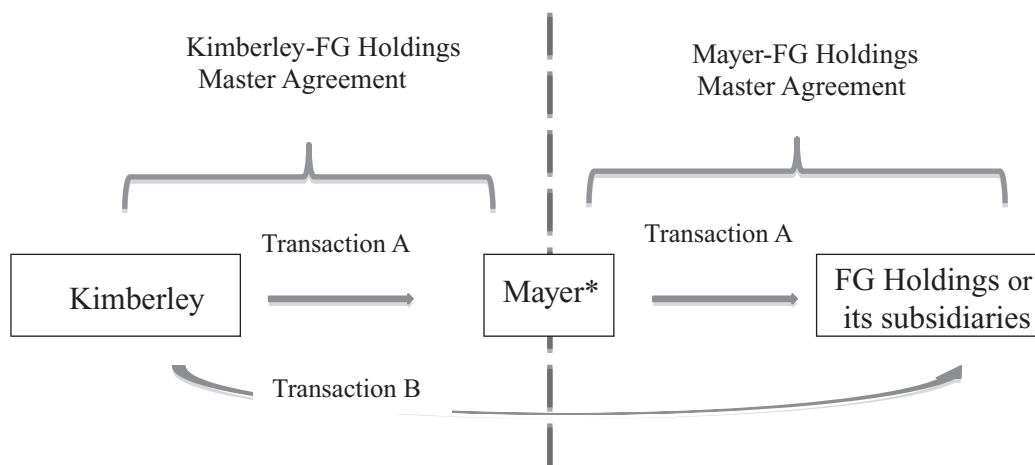 Kimberley-FG Holdings
Master Agreement
Mayer-FG Holdings
Master Agreement
Transaction A
Transaction A
Kimberley
Mayer*
FG Holdings or
its subsidiaries
Transaction B